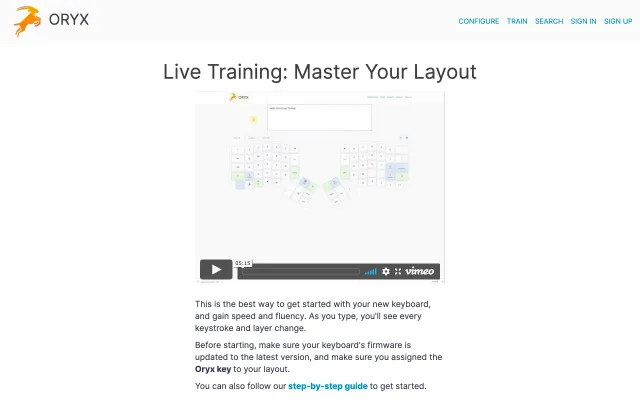 ORYX
CONFIGURE TRAIN SEARCH SIGN IN SIGN UP
Live Training: Master Your Layout
ORYX
05:15
vimeo
This is the best way to get started with your new keyboard,
and gain speed and fluency. As you type, you'll see every
keystroke and layer change.
Before starting, make sure your keyboard's firmware is
updated to the latest version, and make sure you assigned the
Oryx key to your layout.
You can also follow our step-by-step guide to get started.